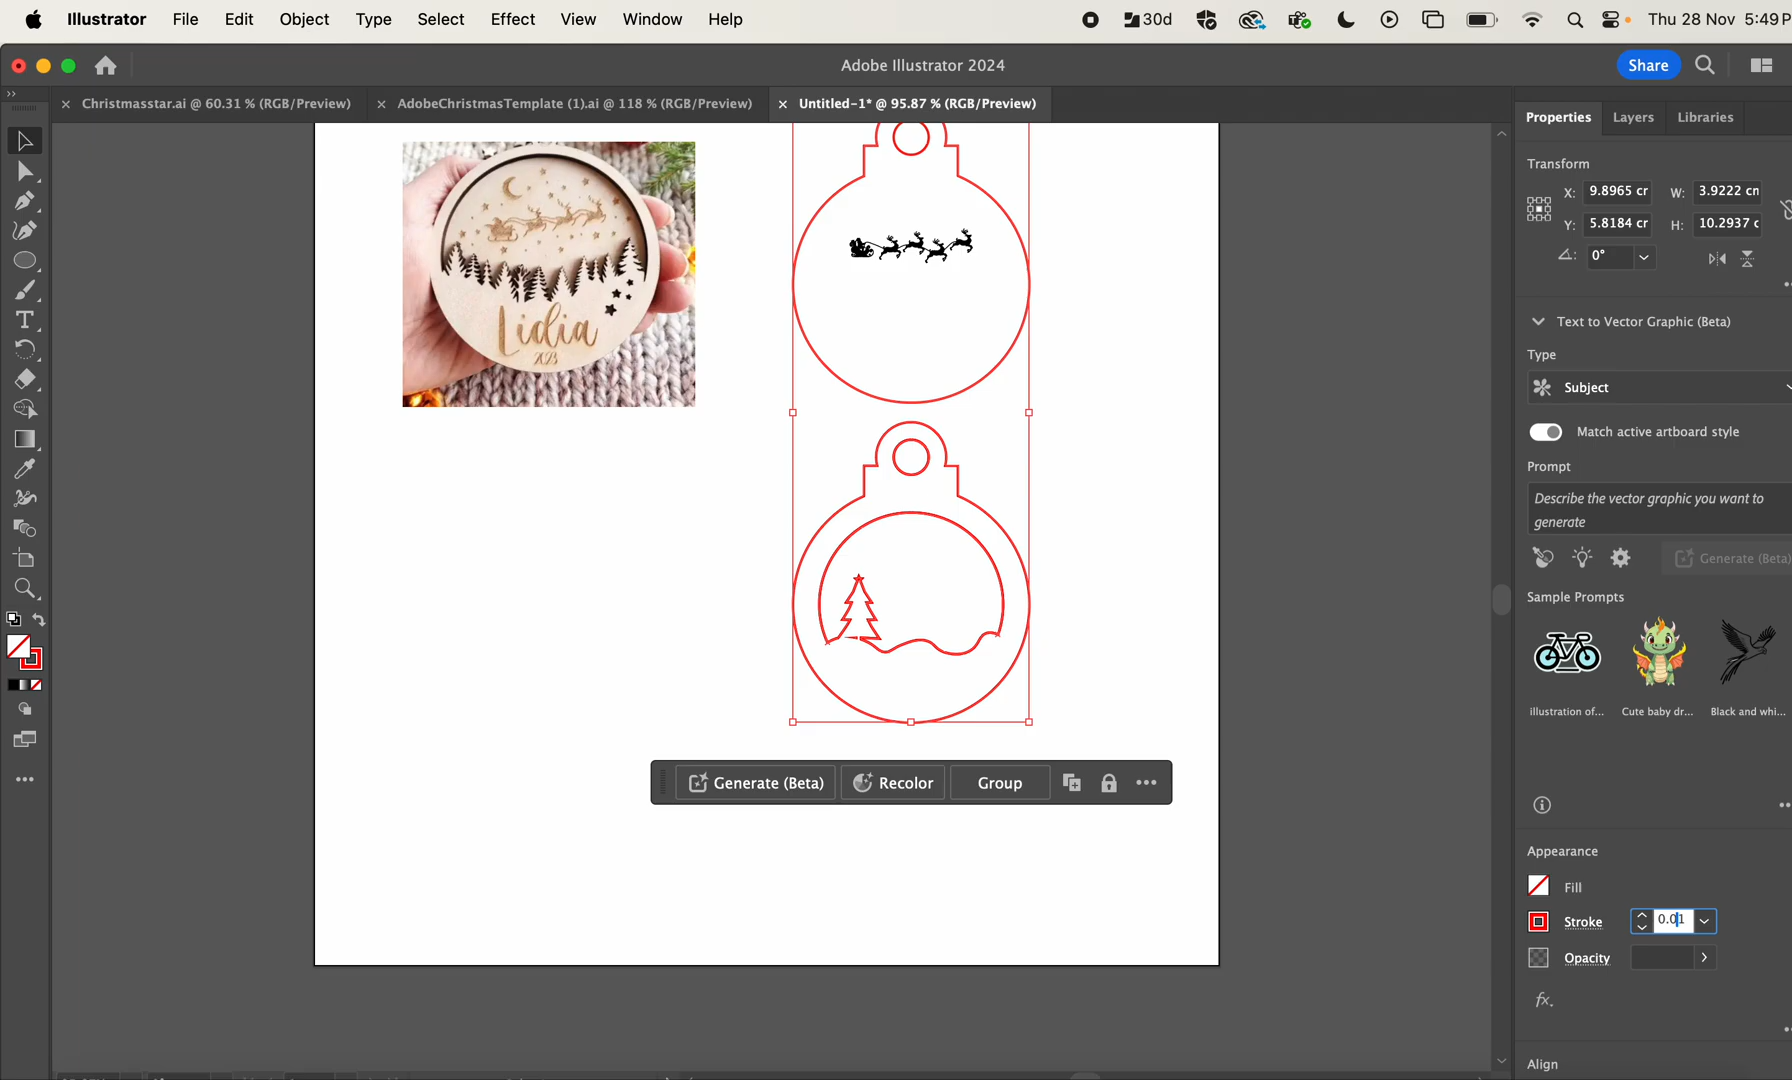 Illustrator File Edit Object Type Select Effect View Window Help 30d Thu 28 Nov 5:49P
Adobe Illustrator 2024 Share
Christmasstar.ai @ 60.31 % (RGB/Preview) AdobeChristmasTemplate (1).ai @ 118 % (RGB/Preview) Untitled-1* @ 95.87 % (RGB/Preview)
Properties Layers Libraries
Transform
X: 9.8965 cr W: 3.9222 cn
Y: 5.8184 cr H: 10.2937 c
0°
Text to Vector Graphic (Beta)
Type
Subject
Match active artboard style
Prompt
Describe the vector graphic you want to
generate
Generate (Beta)
Sample Prompts
illustration of... Cute baby dr... Black and whi...
Lidia
2023
Generate (Beta) Recolor Group
Appearance
Fill
Stroke 0.01
Opacity
fx.
Align